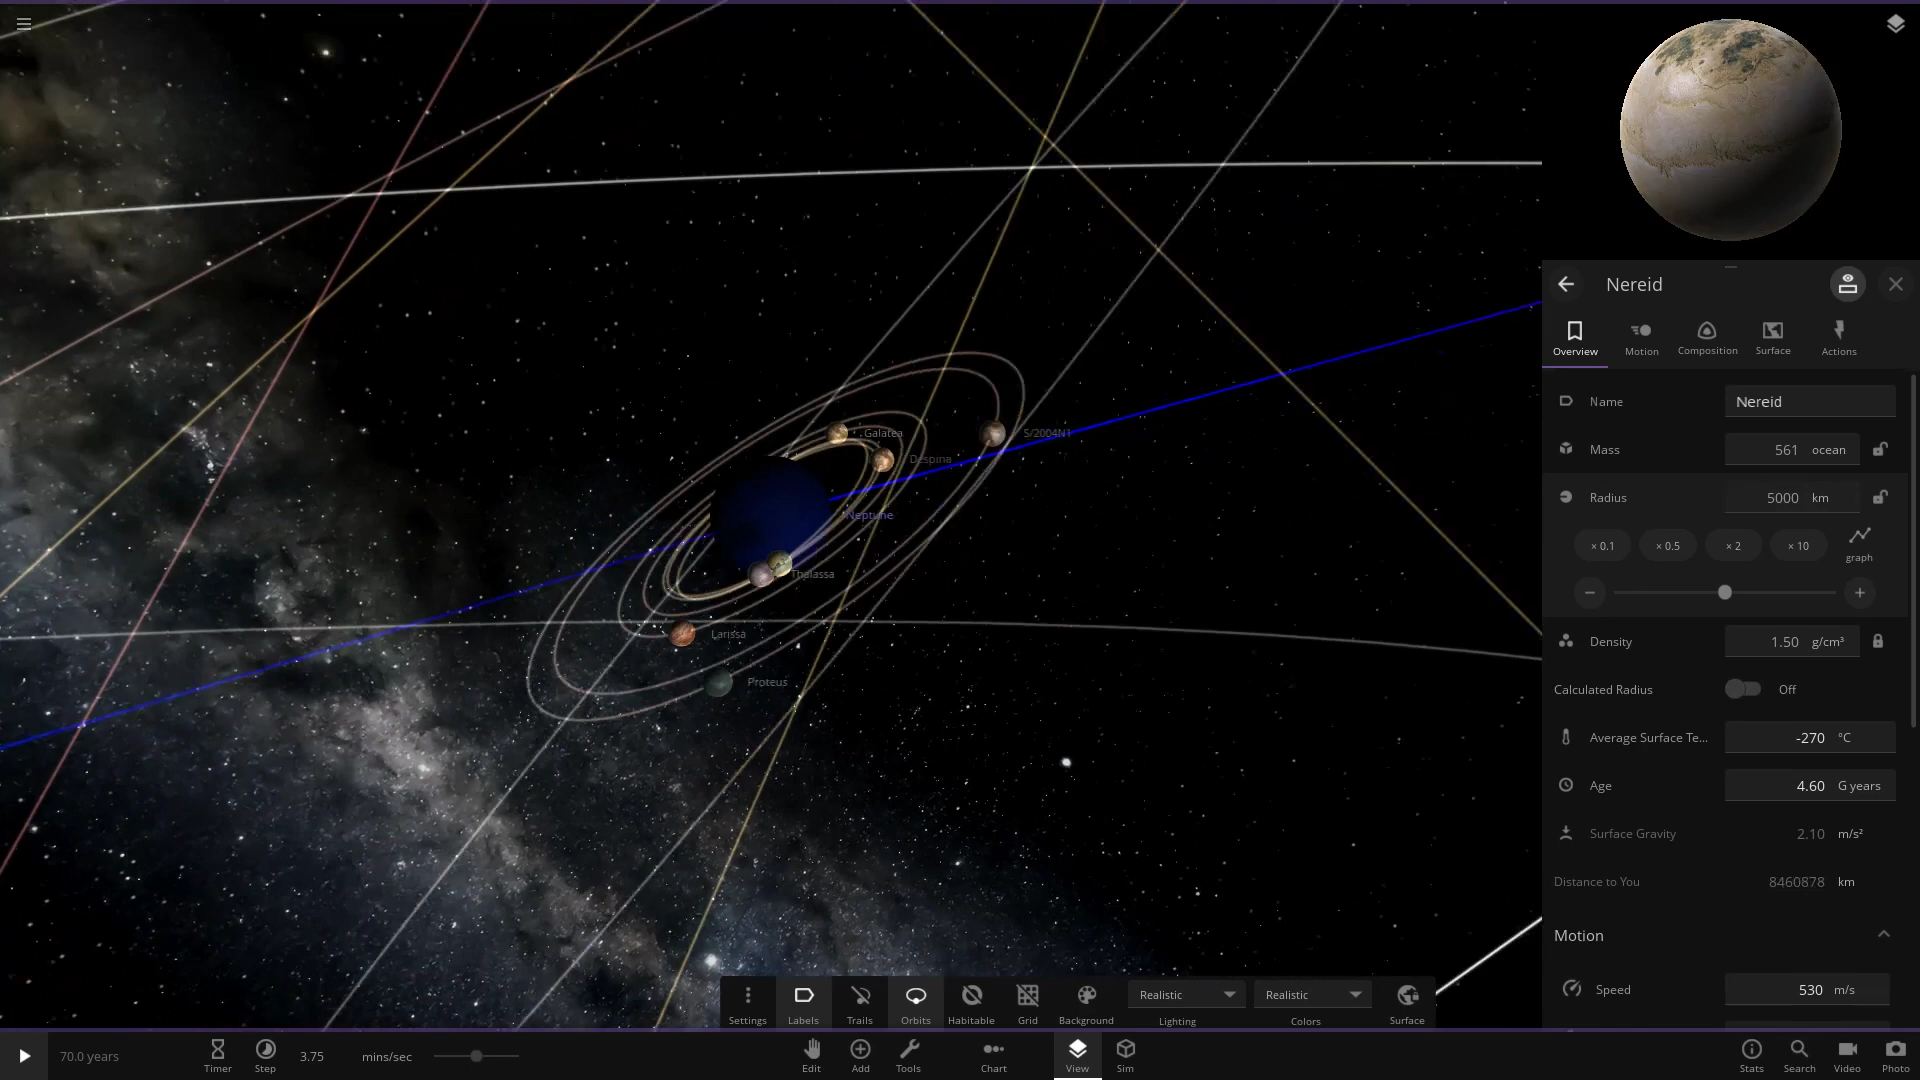 Galatea
S/2004N1
Despina
Neptune
Thalassa
Larissa
Proteus
Nereid
Overview
Motion
Composition
Surface
Actions
Name
Nereid
Mass
561 ocean
Radius
5000 km
× 0.1
× 0.5
× 2
× 10
graph
Density
1.50 g/cm³
Calculated Radius
Off
Average Surface Te...
-270 °C
Age
4.60 G years
Surface Gravity
2.10 m/s²
Distance to You
8460878 km
Motion
Speed
530 m/s
Settings
Labels
Trails
Orbits
Habitable
Grid
Background
Realistic
Lighting
Realistic
Colors
Surface
70.0 years
Timer
Step
3.75 mins/sec
Edit
Add
Tools
Chart
View
Sim
Stats
Search
Video
Photo